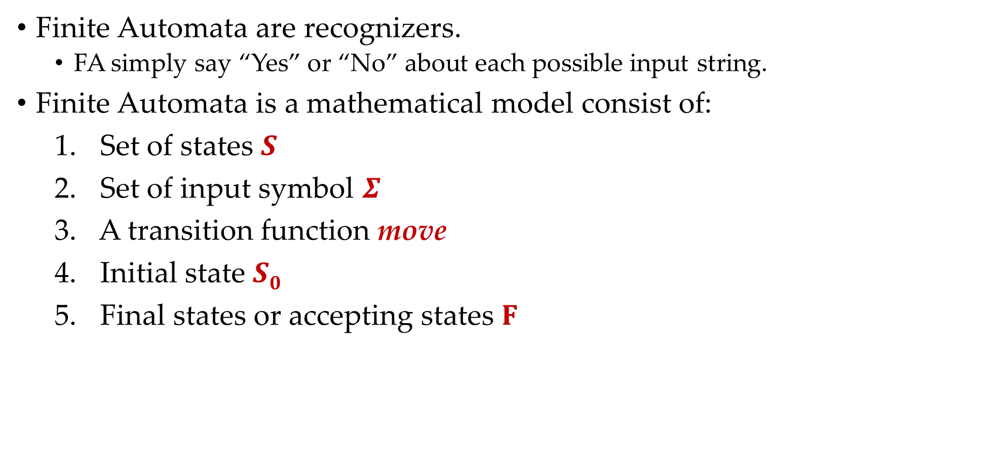 • Finite Automata are recognizers.
• FA simply say “Yes” or “No” about each possible input string.
• Finite Automata is a mathematical model consist of:
1. Set of states S
2. Set of input symbol Σ
3. A transition function move
4. Initial state S₀
5. Final states or accepting states F